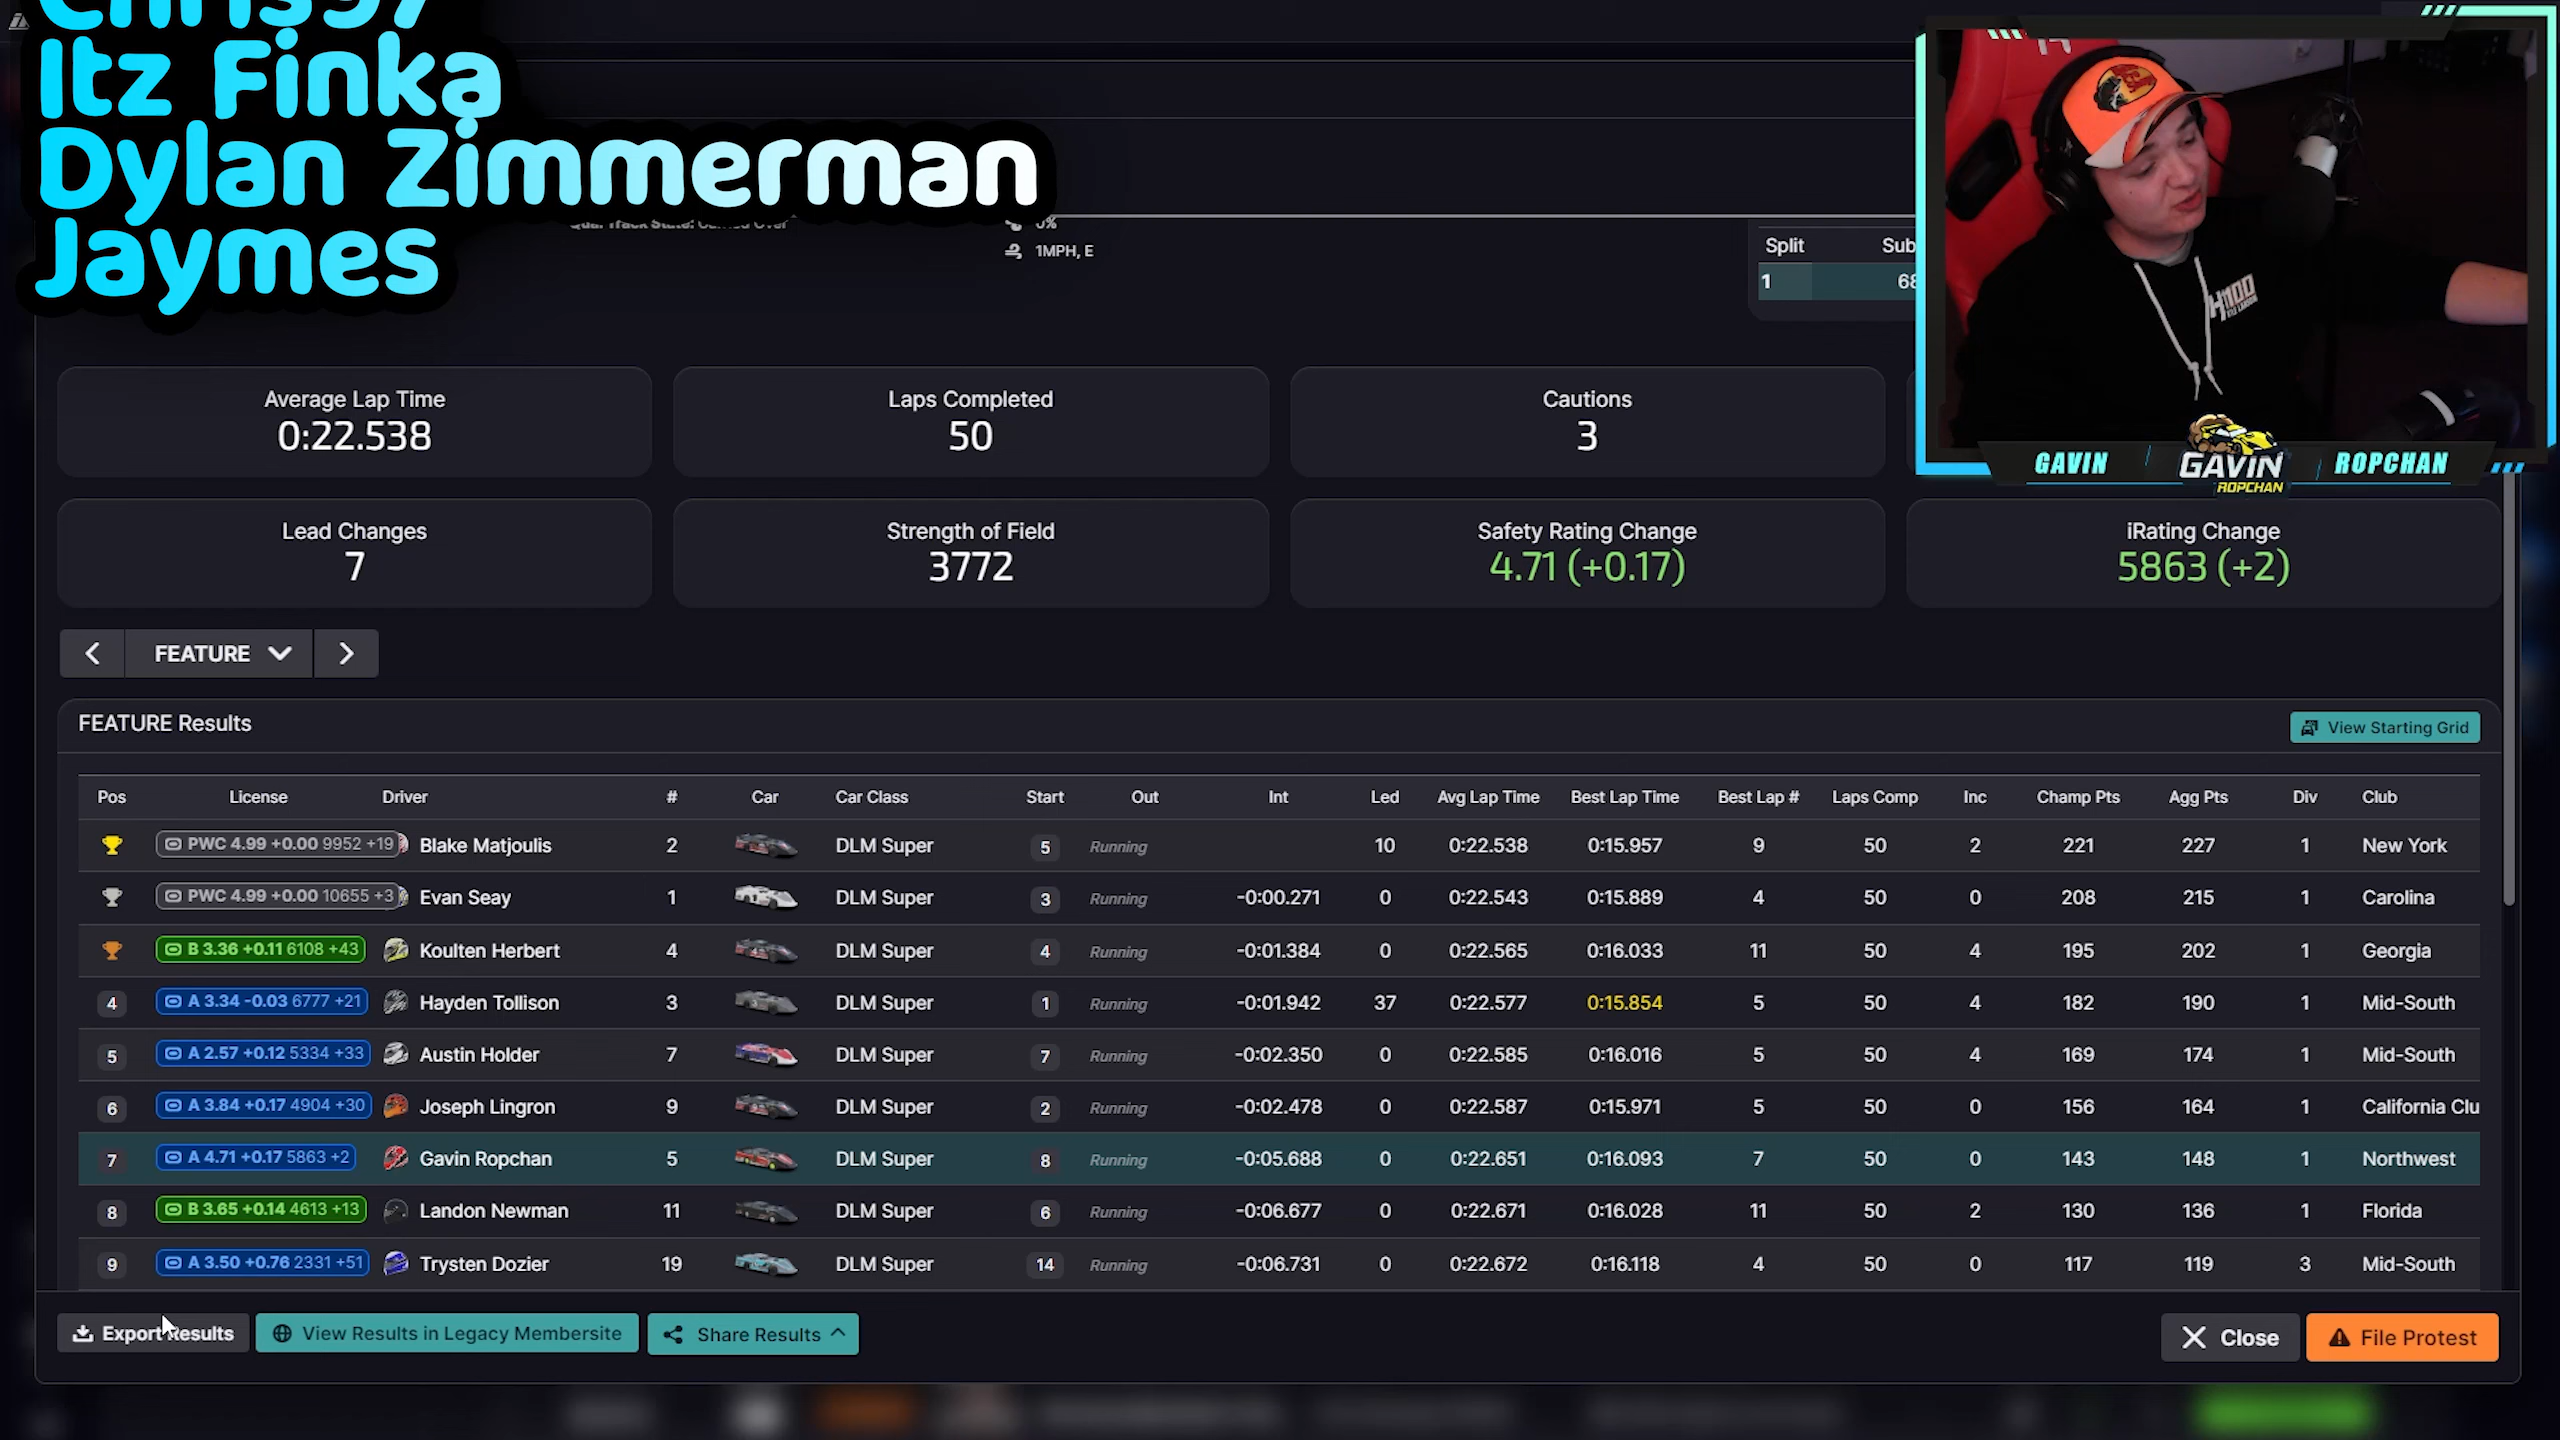 Itz Finka
Dylan Zimmerman
Jaymes
0%
1MPH, E
Split Sub
1 68
GAVIN GAVIN ROPCHAN ROPCHAN
Average Lap Time
0:22.538
Laps Completed
50
Cautions
3
Lead Changes
7
Strength of Field
3772
Safety Rating Change
4.71 (+0.17)
iRating Change
5863 (+2)
FEATURE
FEATURE Results
View Starting Grid
Pos License Driver # Car Car Class Start Out Int Led Avg Lap Time Best Lap Time Best Lap # Laps Comp Inc Champ Pts Agg Pts Div Club
PWC 4.99 +0.00 9952 +19 Blake Matjoulis 2 DLM Super 5 Running 10 0:22.538 0:15.957 9 50 2 221 227 1 New York
PWC 4.99 +0.00 10655 +3 Evan Seay 1 DLM Super 3 Running -0:00.271 0 0:22.543 0:15.889 4 50 0 208 215 1 Carolina
B 3.36 +0.11 6108 +43 Koulten Herbert 4 DLM Super 4 Running -0:01.384 0 0:22.565 0:16.033 11 50 4 195 202 1 Georgia
4 A 3.34 -0.03 6777 +21 Hayden Tollison 3 DLM Super 1 Running -0:01.942 37 0:22.577 0:15.854 5 50 4 182 190 1 Mid-South
5 A 2.57 +0.12 5334 +33 Austin Holder 7 DLM Super 7 Running -0:02.350 0 0:22.585 0:16.016 5 50 4 169 174 1 Mid-South
6 A 3.84 +0.17 4904 +30 Joseph Lingron 9 DLM Super 2 Running -0:02.478 0 0:22.587 0:15.971 5 50 0 156 164 1 California Clu
7 A 4.71 +0.17 5863 +2 Gavin Ropchan 5 DLM Super 8 Running -0:05.688 0 0:22.651 0:16.093 7 50 0 143 148 1 Northwest
8 B 3.65 +0.14 4613 +13 Landon Newman 11 DLM Super 6 Running -0:06.677 0 0:22.671 0:16.028 11 50 2 130 136 1 Florida
9 A 3.50 +0.76 2331 +51 Trysten Dozier 19 DLM Super 14 Running -0:06.731 0 0:22.672 0:16.118 4 50 0 117 119 3 Mid-South
Export Results View Results in Legacy Membersite Share Results Close File Protest